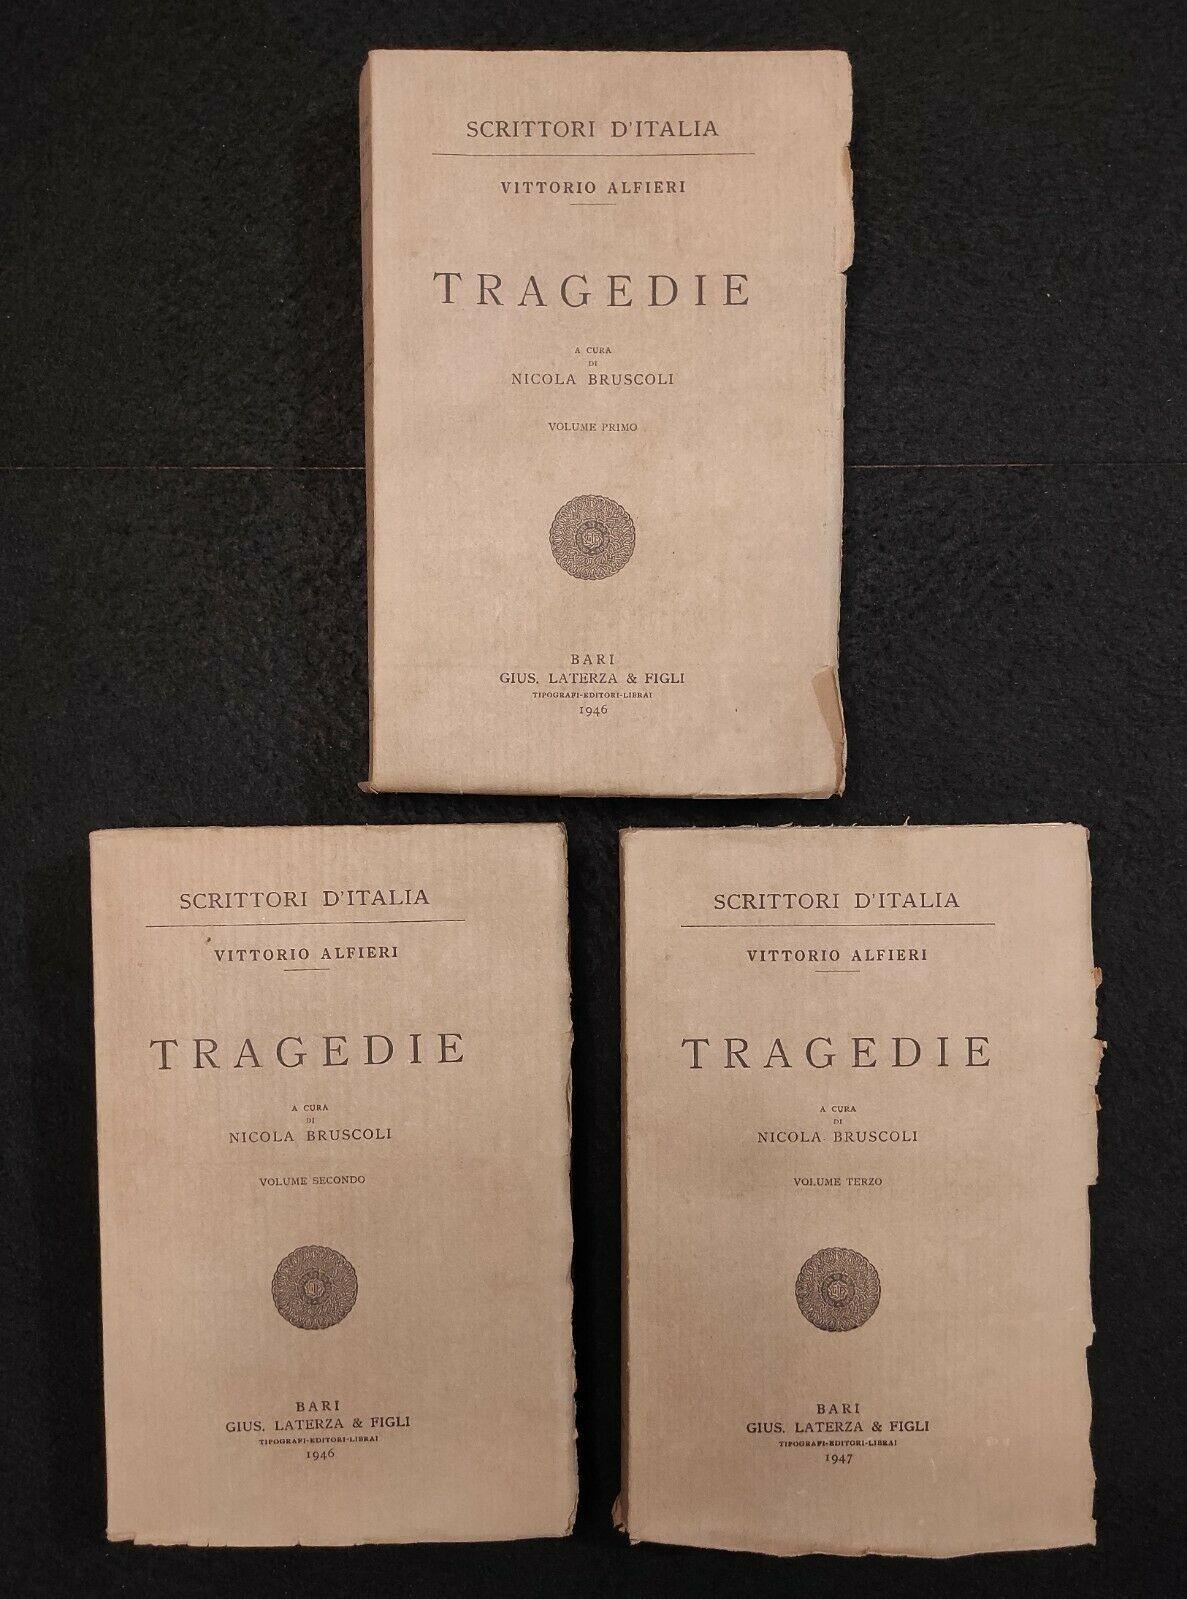 SCRITTORI D'ITALIA
VITTORIO ALFIERI
TRAGEDIE
A CURA
DI
NICOLA BRUSCOLI
VOLUME PRIMO
BARI
GIUS. LATERZA & FIGLI
TIPOGRAFI-EDITORI-LIBRAI
1946
SCRITTORI D'ITALIA
VITTORIO ALFIERI
TRAGEDIE
A CURA
DI
NICOLA BRUSCOLI
VOLUME SECONDO
BARI
GIUS. LATERZA & FIGLI
TIPOGRAFI-EDITORI-LIBRAI
1946
SCRITTORI D'ITALIA
VITTORIO ALFIERI
TRAGEDIE
A CURA
DI
NICOLA BRUSCOLI
VOLUME TERZO
BARI
GIUS. LATERZA & FIGLI
TIPOGRAFI-EDITORI-LIBRAI
1947